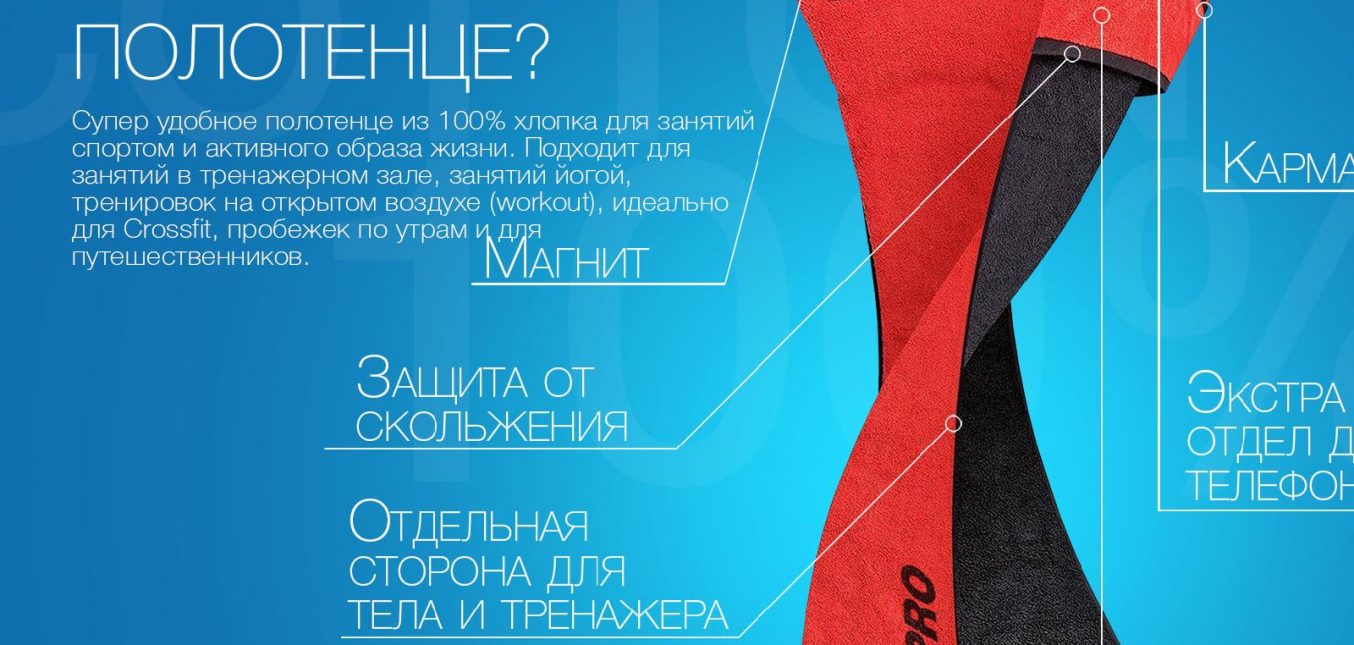 ПОЛОТЕНЦЕ?
Супер удобное полотенце из 100% хлопка для занятий
спортом и активного образа жизни. Подходит для
занятий в тренажерном зале, занятий йогой,
тренировок на открытом воздухе (workout), идеально
для Crossfit, пробежек по утрам и для
путешественников.
Магнит
Защита от
скольжения
Отдельная
сторона для
тела и тренажера
Карма
Экстра
отдел д
телефон
PRO
100%